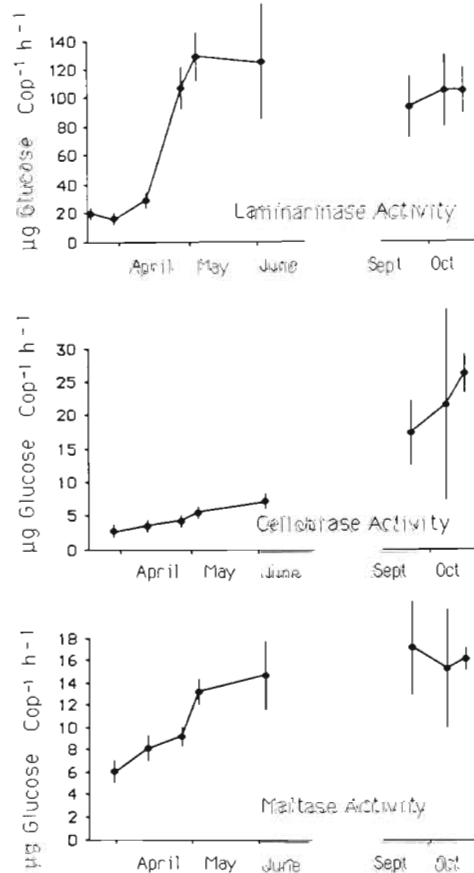 µg Glucose Cop⁻¹ h⁻¹
140
120
100
80
60
40
20
0
Laminarinase Activity
April May June Sept Oct
µg Glucose Cop⁻¹ h⁻¹
30
25
20
15
10
5
0
Cellobiase Activity
April May June Sept Oct
µg Glucose Cop⁻¹ h⁻¹
18
16
14
12
10
8
6
4
2
0
Maltase Activity
April May June Sept Oct